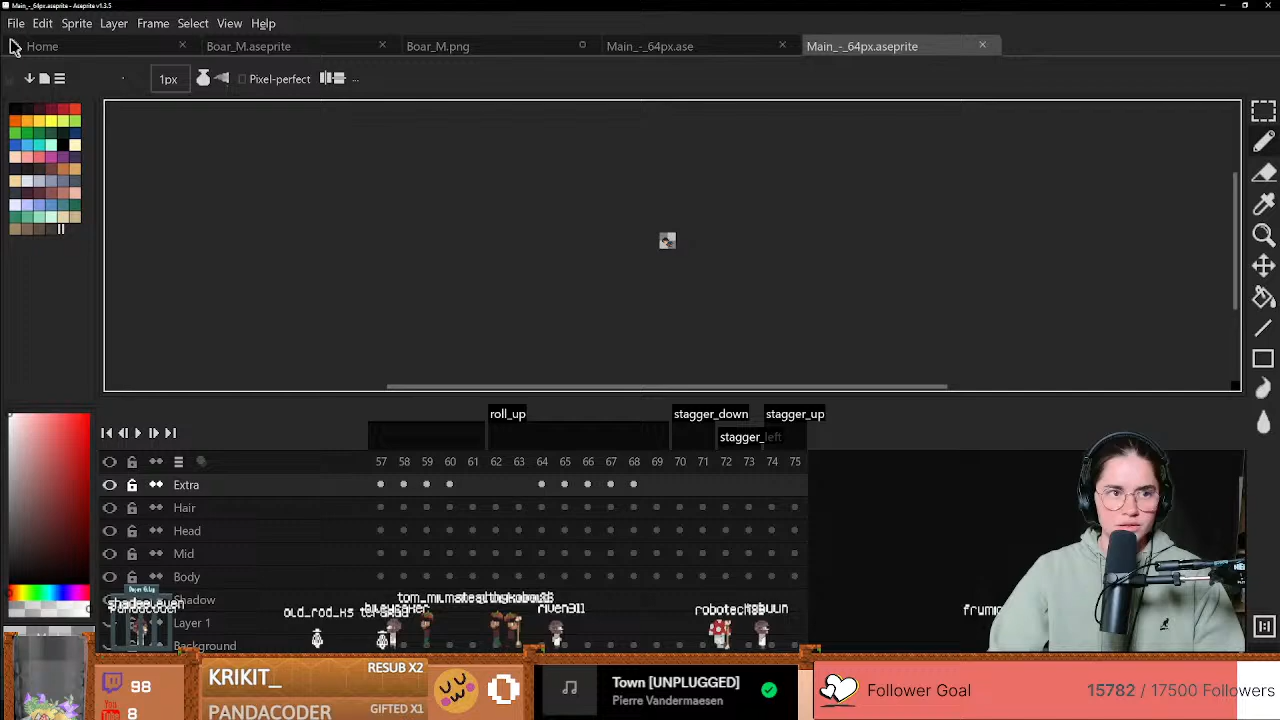 Main_-_64px.aseprite - Aseprite v1.3.5
File Edit Sprite Layer Frame Select View Help
Home Boar_M.aseprite Boar_M.png Main_-_64px.ase Main_-_64px.aseprite
1px Pixel-perfect ...
roll_up stagger_down stagger_up
stagger_left
57 58 59 60 61 62 63 64 65 66 67 68 69 70 71 72 73 74 75
Extra
Hair
Head
Mid
Body
Shadow
Layer 1
Background
old_rod_xs
riven311
98
8
KRIKIT_ RESUB X2
PANDACODER GIFTED X1
Town [UNPLUGGED]
Pierre Vandermaesen
Follower Goal 15782 / 17500 Followers